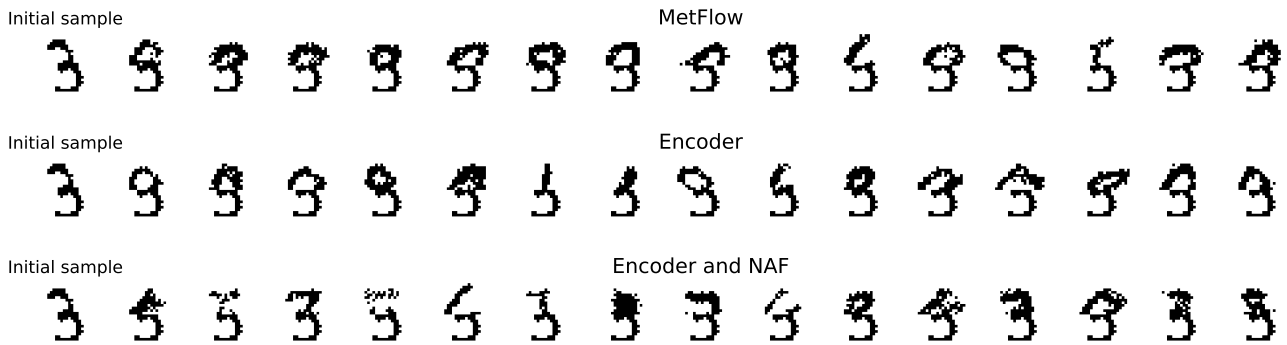 Initial sample MetFlow
Initial sample Encoder
Initial sample Encoder and NAF